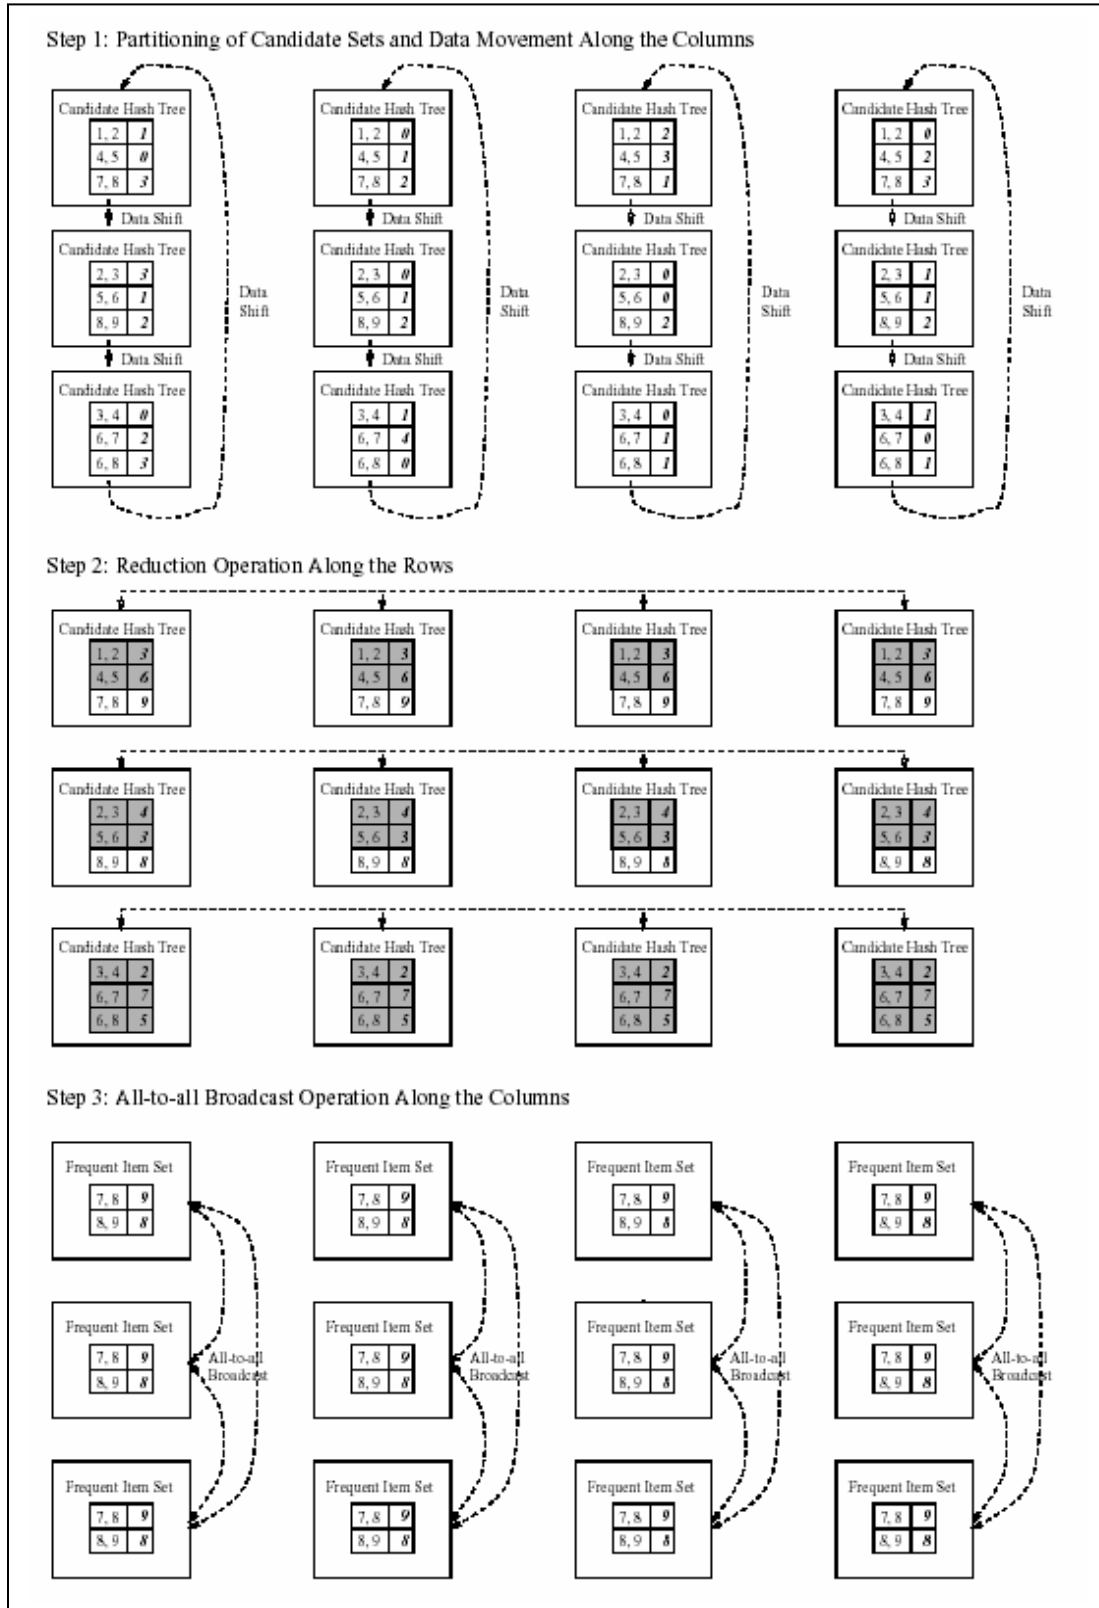 Step 1: Partitioning of Candidate Sets and Data Movement Along the Columns
Candidate Hash Tree Candidate Hash Tree Candidate Hash Tree Candidate Hash Tree
1, 2 1 1, 2 0 1, 2 2 1, 2 0
4, 5 0 4, 5 1 4, 5 3 4, 5 2
7, 8 3 7, 8 2 7, 8 1 7, 8 3
Data Shift Data Shift Data Shift Data Shift
Candidate Hash Tree Candidate Hash Tree Candidate Hash Tree Candidate Hash Tree
2, 3 3 2, 3 0 2, 3 0 2, 3 1
5, 6 1 5, 6 1 5, 6 0 5, 6 1
8, 9 2 8, 9 2 8, 9 2 8, 9 2
Data Data Data Data
Shift Shift Shift Shift
Data Shift Data Shift Data Shift Data Shift
Candidate Hash Tree Candidate Hash Tree Candidate Hash Tree Candidate Hash Tree
3, 4 0 3, 4 1 3, 4 0 3, 4 1
6, 7 2 6, 7 4 6, 7 1 6, 7 0
6, 8 3 6, 8 0 6, 8 1 6, 8 1
Step 2: Reduction Operation Along the Rows
Candidate Hash Tree Candidate Hash Tree Candidate Hash Tree Candidate Hash Tree
1, 2 3 1, 2 3 1, 2 3 1, 2 3
4, 5 6 4, 5 6 4, 5 6 4, 5 6
7, 8 9 7, 8 9 7, 8 9 7, 8 9
Candidate Hash Tree Candidate Hash Tree Candidate Hash Tree Candidate Hash Tree
2, 3 4 2, 3 4 2, 3 4 2, 3 4
5, 6 3 5, 6 3 5, 6 3 5, 6 3
8, 9 8 8, 9 8 8, 9 8 8, 9 8
Candidate Hash Tree Candidate Hash Tree Candidate Hash Tree Candidate Hash Tree
3, 4 2 3, 4 2 3, 4 2 3, 4 2
6, 7 7 6, 7 7 6, 7 7 6, 7 7
6, 8 5 6, 8 5 6, 8 5 6, 8 5
Step 3: All-to-all Broadcast Operation Along the Columns
Frequent Item Set Frequent Item Set Frequent Item Set Frequent Item Set
7, 8 9 7, 8 9 7, 8 9 7, 8 9
8, 9 8 8, 9 8 8, 9 8 8, 9 8
Frequent Item Set Frequent Item Set Frequent Item Set Frequent Item Set
7, 8 9 7, 8 9 7, 8 9 7, 8 9
8, 9 8 8, 9 8 8, 9 8 8, 9 8
All-to-all All-to-all All-to-all All-to-all
Broadcast Broadcast Broadcast Broadcast
Frequent Item Set Frequent Item Set Frequent Item Set Frequent Item Set
7, 8 9 7, 8 9 7, 8 9 7, 8 9
8, 9 8 8, 9 8 8, 9 8 8, 9 8